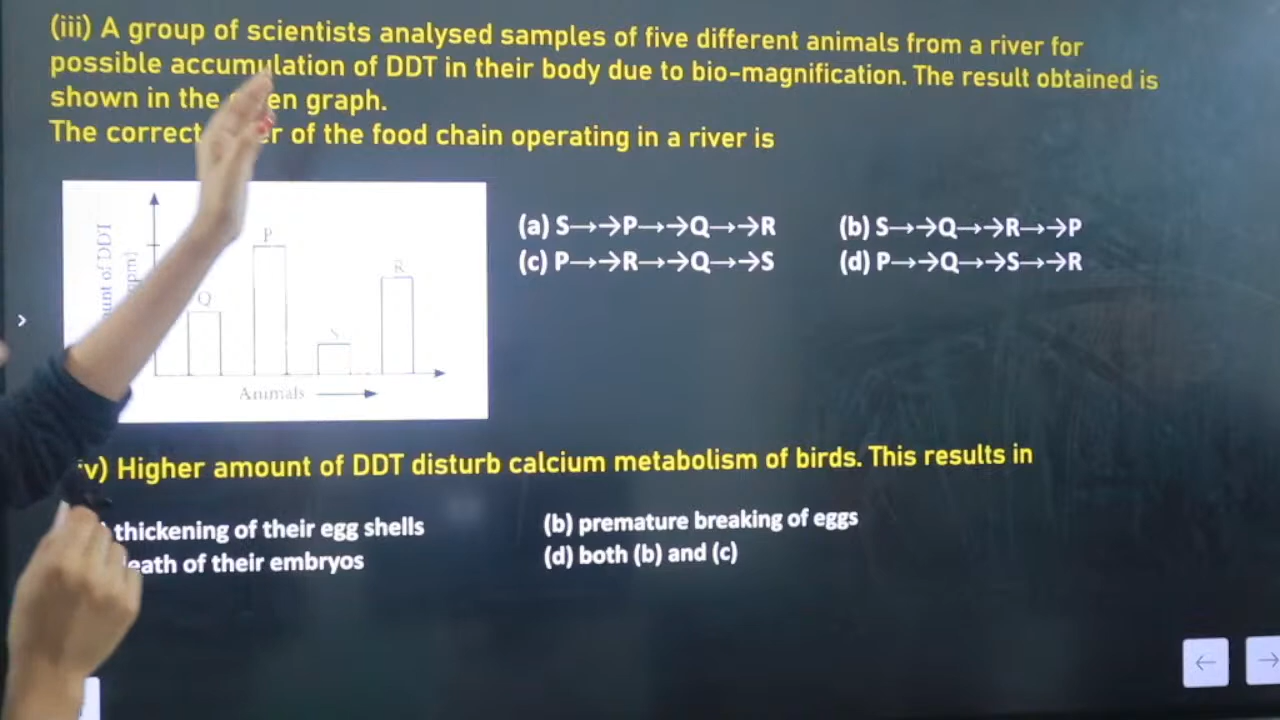 (iii) A group of scientists analysed samples of five different animals from a river for
possible accumulation of DDT in their body due to bio-magnification. The result obtained is
shown in the graph.
The correct of the food chain operating in a river is
(a) S→→P→→Q→→R (b) S→→Q→→R→→P
(c) P→→R→→Q→→S (d) P→→Q→→S→→R
of DDT
P
R
Q
Animals
Higher amount of DDT disturb calcium metabolism of birds. This results in
thickening of their egg shells (b) premature breaking of eggs
of their embryos (d) both (b) and (c)